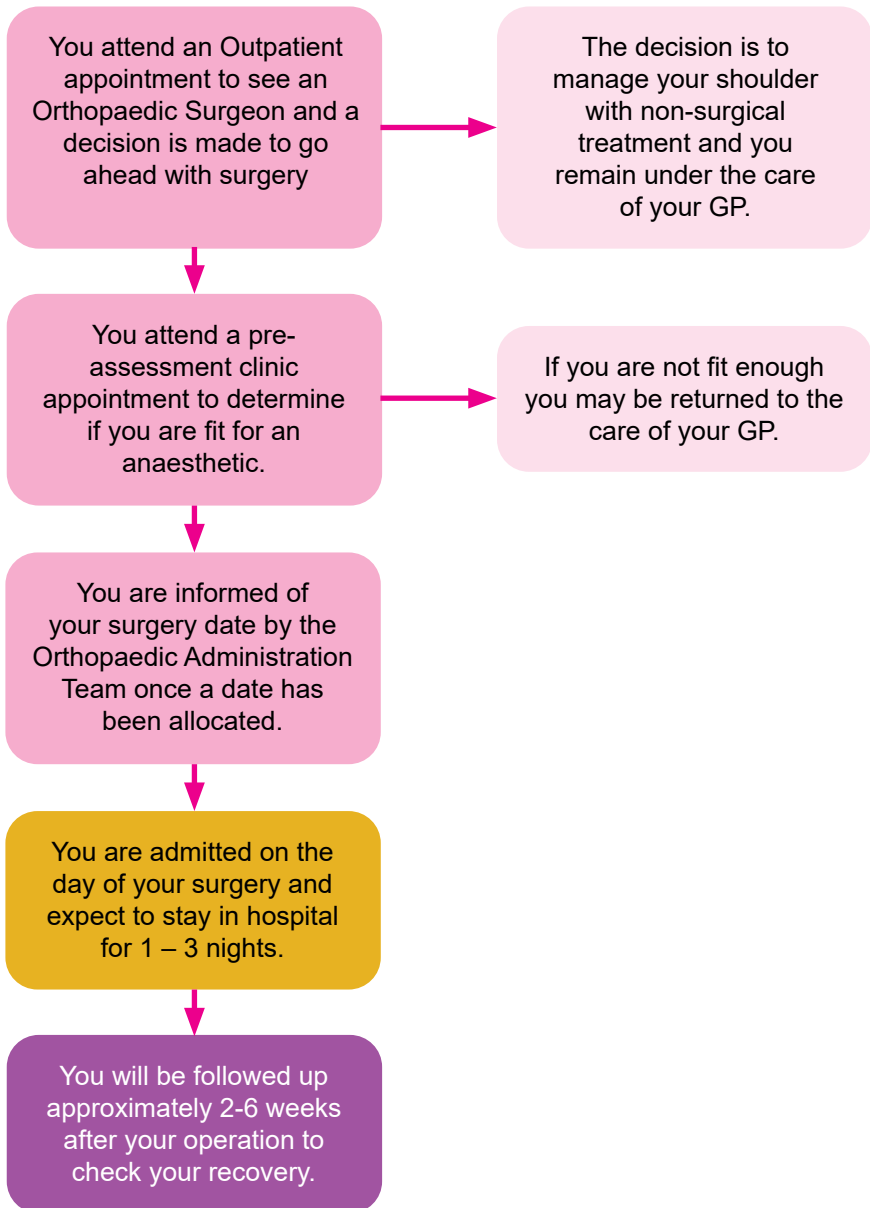 You attend an Outpatient
appointment to see an
Orthopaedic Surgeon and a
decision is made to go
ahead with surgery
The decision is to
manage your shoulder
with non-surgical
treatment and you
remain under the care
of your GP.
You attend a pre-
assessment clinic
appointment to determine
if you are fit for an
anaesthetic.
If you are not fit enough
you may be returned to the
care of your GP.
You are informed of
your surgery date by the
Orthopaedic Administration
Team once a date has
been allocated.
You are admitted on the
day of your surgery and
expect to stay in hospital
for 1 – 3 nights.
You will be followed up
approximately 2-6 weeks
after your operation to
check your recovery.